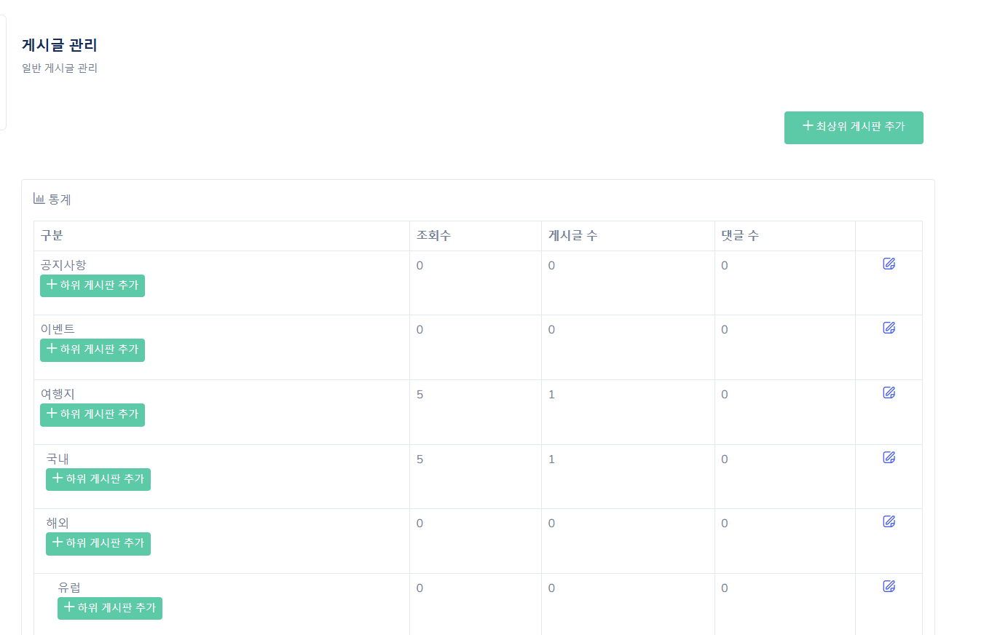 게시글 관리
일반 게시글 관리
최상위 게시판 추가
통계
구분 조회수 게시글 수 댓글 수
공지사항 0 0 0
하위 게시판 추가
이벤트 0 0 0
하위 게시판 추가
여행지 5 1 0
하위 게시판 추가
국내 5 1 0
하위 게시판 추가
해외 0 0 0
하위 게시판 추가
유럽 0 0 0
하위 게시판 추가